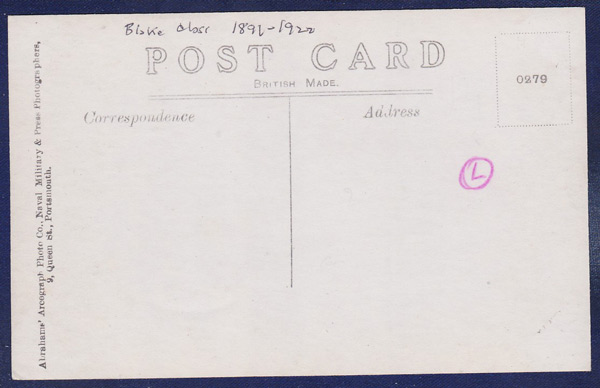 Blake Class 1891-1922
POST CARD
BRITISH MADE.
Correspondence
Address
0279
L
Abrahams' Arcograph Photo Co., Naval Military & Press Photographers,
9, Queen St., Portsmouth.